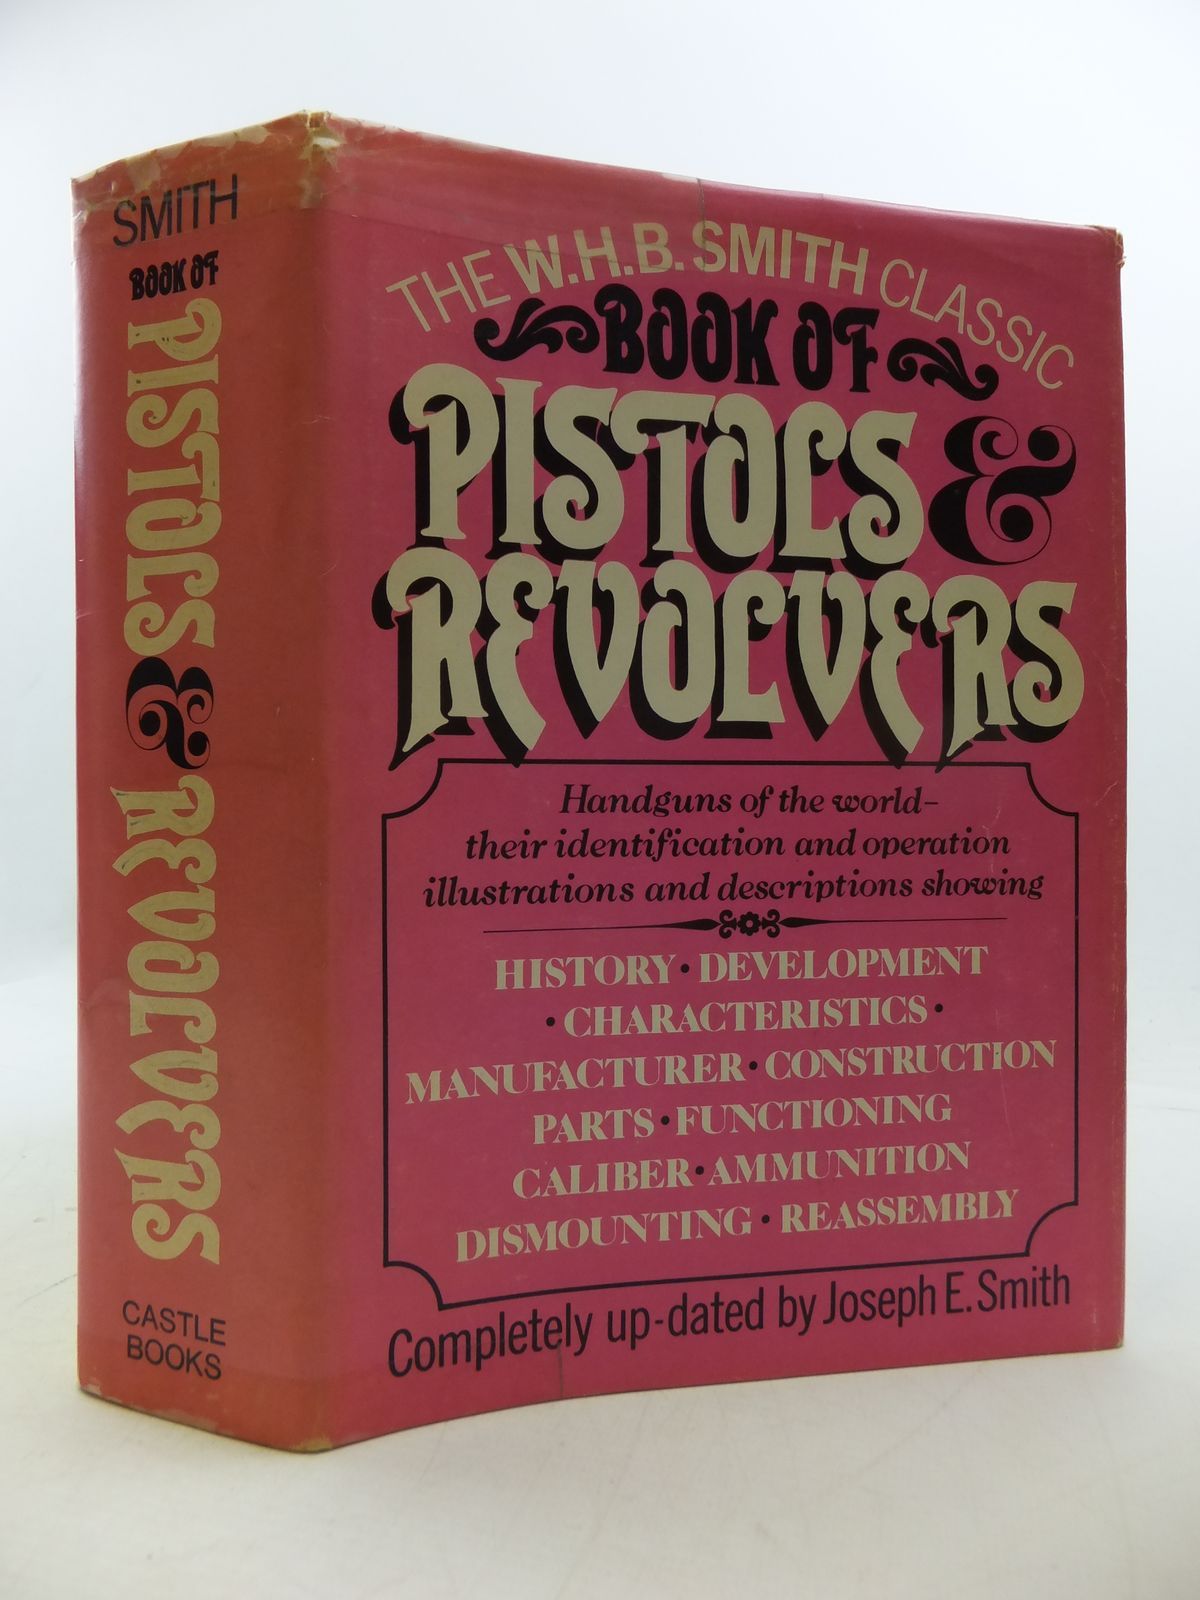 SMITH
BOOK OF
PISTOLS & REVOLVERS
CASTLE
BOOKS
THE W.H.B. SMITH CLASSIC
BOOK OF
PISTOLS &
REVOLVERS
Handguns of the world–
their identification and operation
illustrations and descriptions showing
HISTORY • DEVELOPMENT
• CHARACTERISTICS •
MANUFACTURER • CONSTRUCTION
PARTS • FUNCTIONING
CALIBER • AMMUNITION
DISMOUNTING • REASSEMBLY
Completely up-dated by Joseph E. Smith